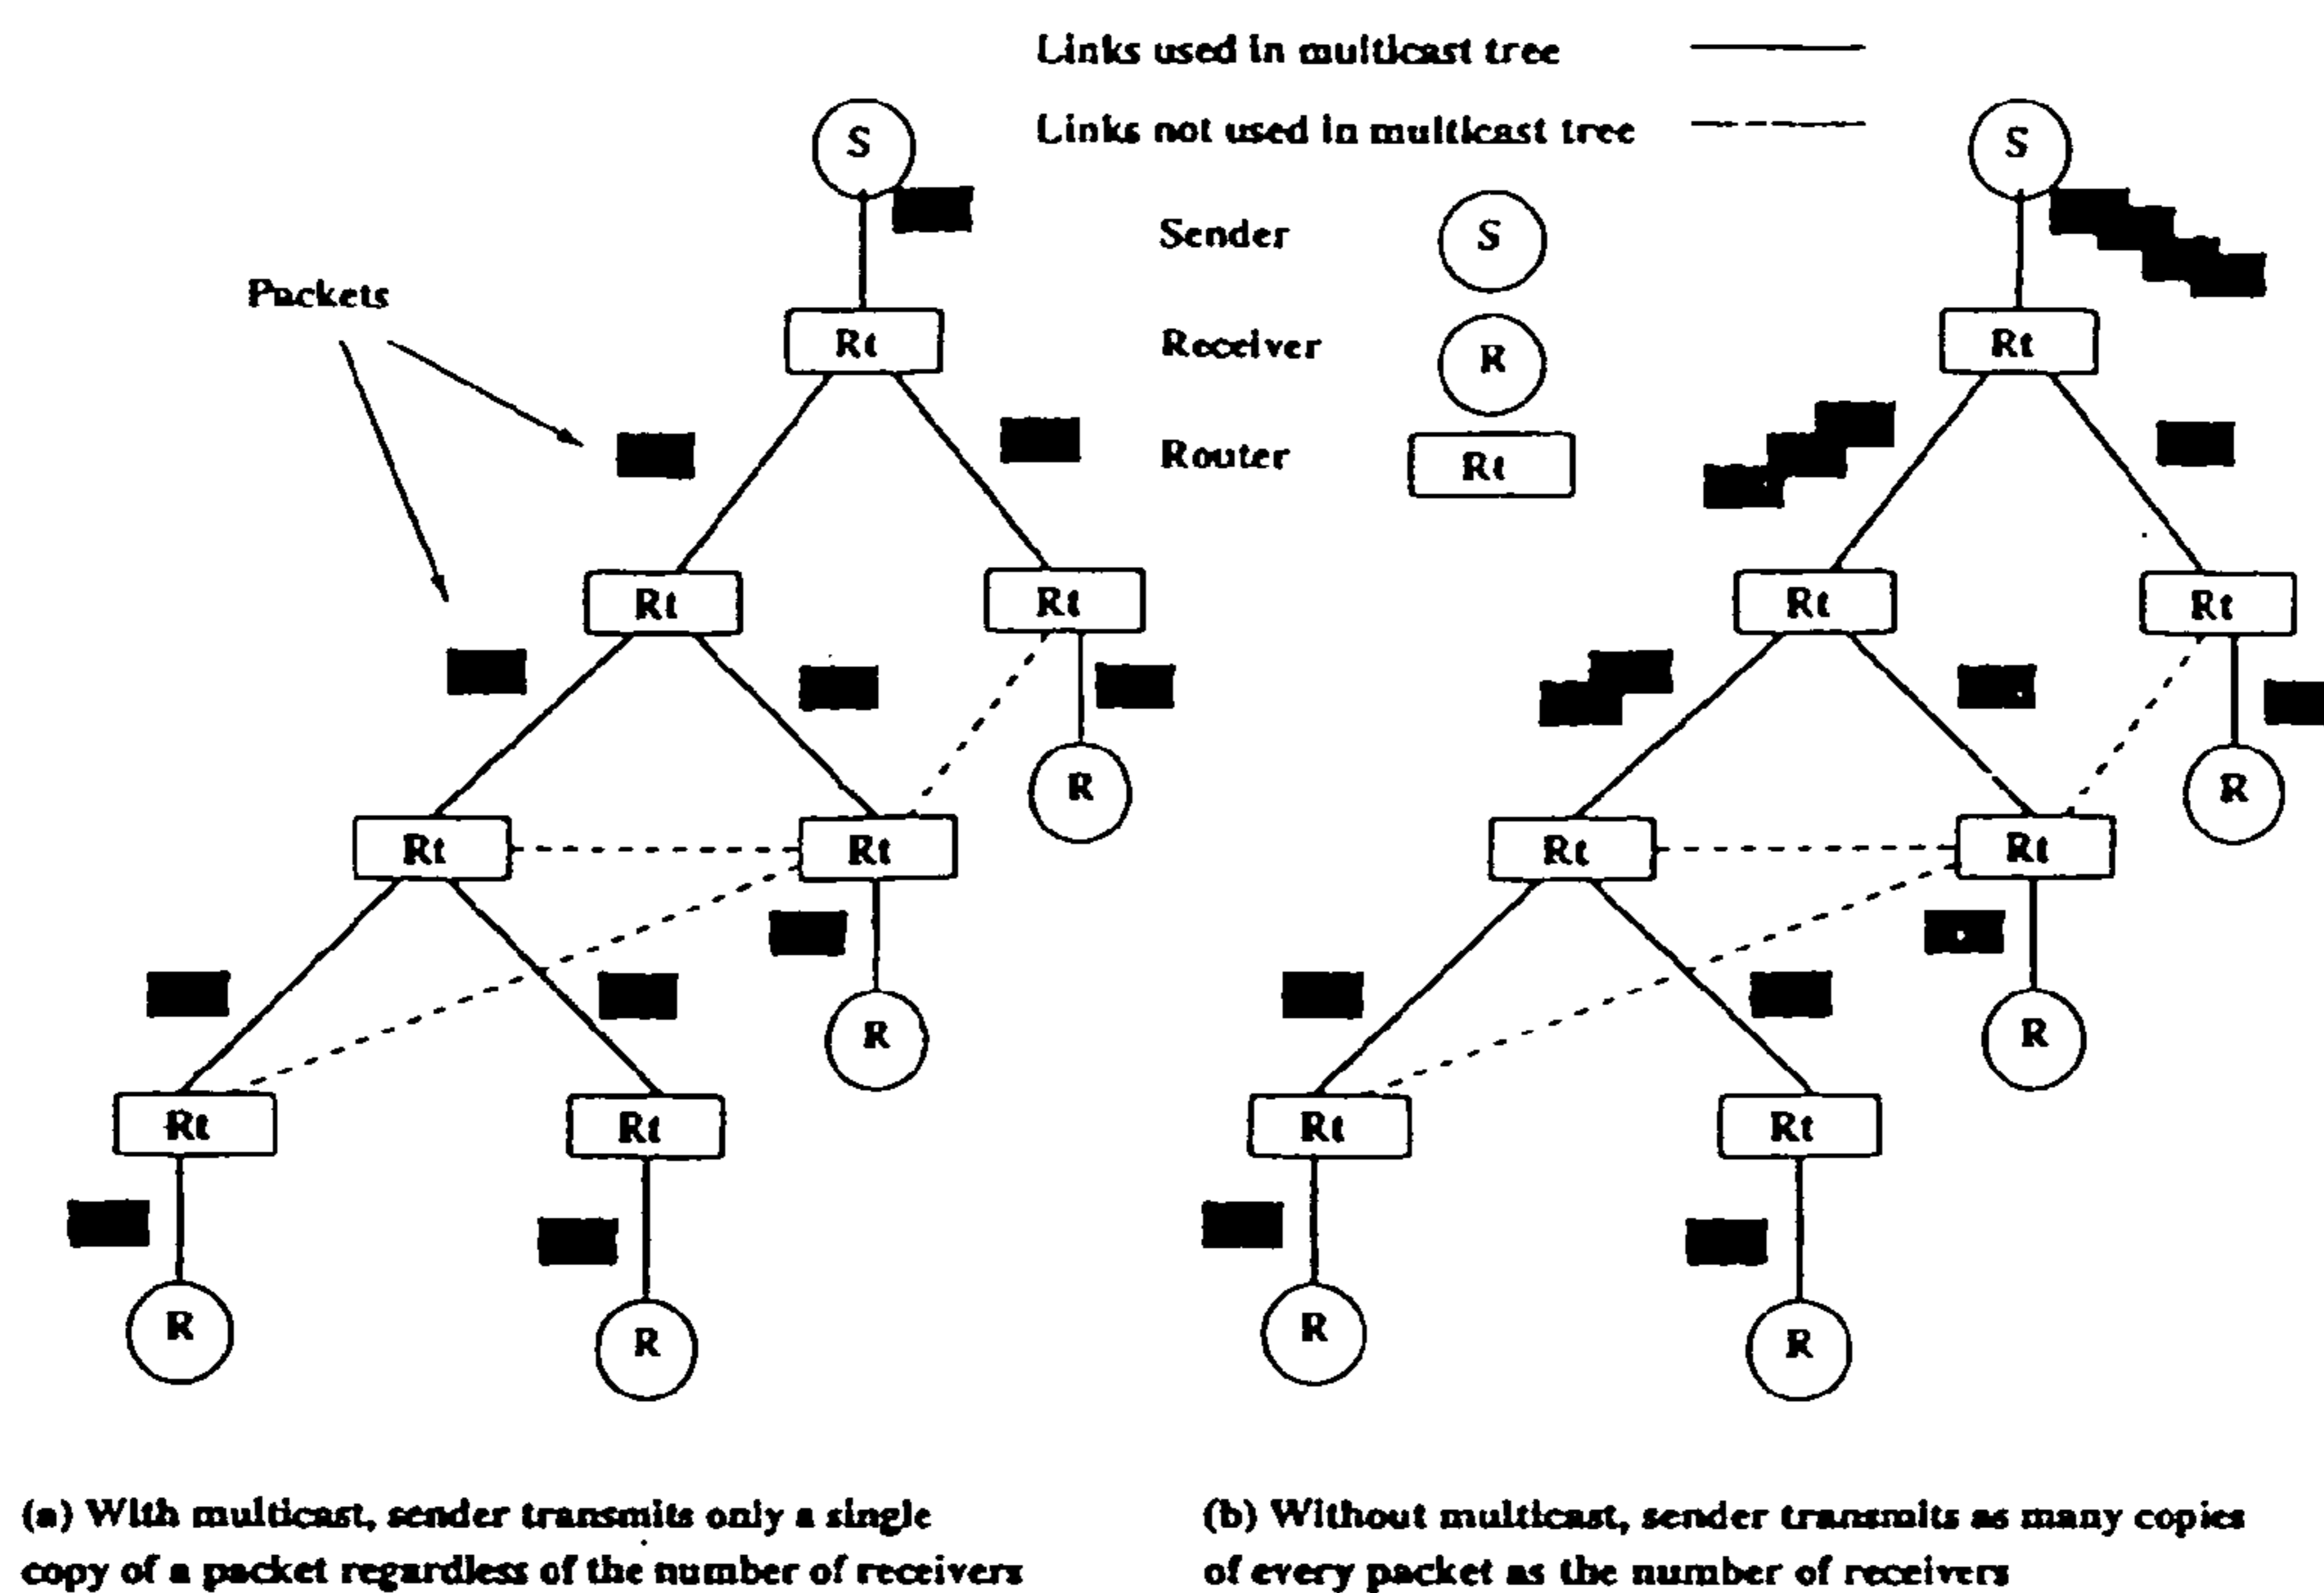 Links used in multicast tree
Links not used in multicast tree
S
S
Sender
S
Packets
Rt
Receiver
R
Rt
Router
Rt
Rt
Rt
Rt
Rt
R
R
Rt
Rt
Rt
Rt
R
R
Rt
Rt
Rt
Rt
R
R
R
R
(a) With multicast, sender transmits only a single
copy of a packet regardless of the number of receivers
(b) Without multicast, sender transmits as many copies
of every packet as the number of receivers